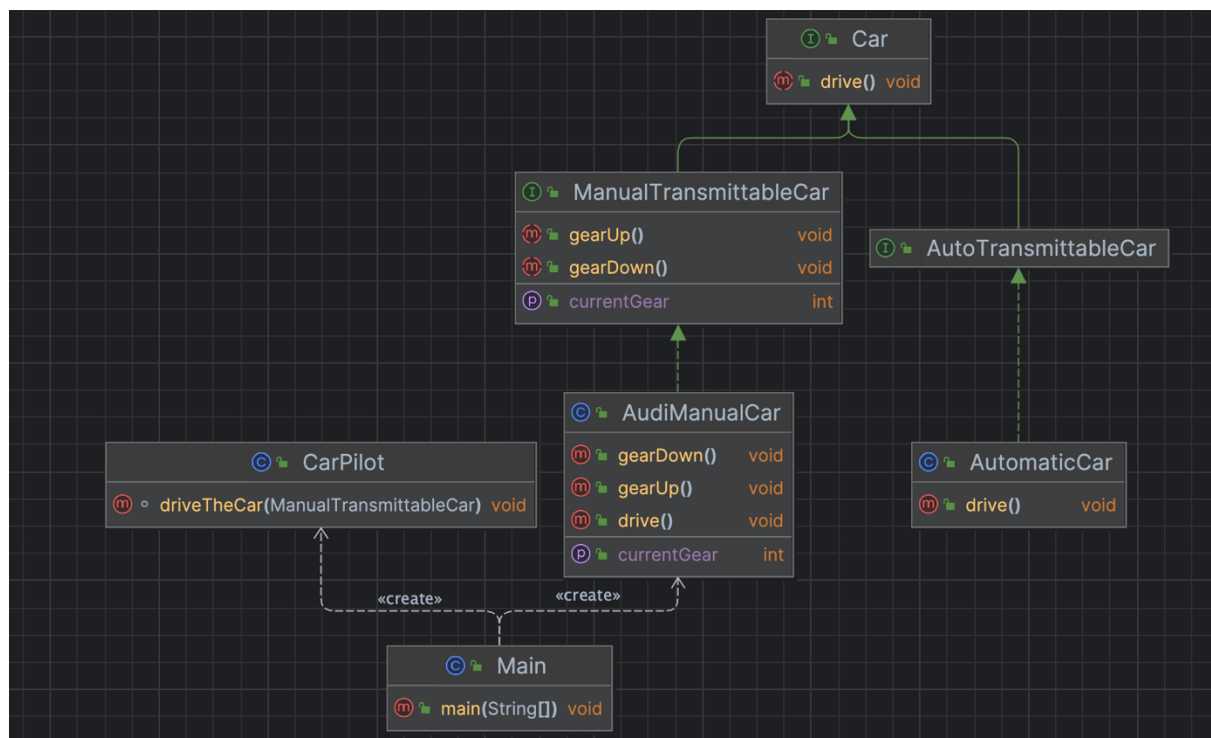 Car
drive() void
ManualTransmittableCar
gearUp() void
gearDown() void
currentGear int
AutoTransmittableCar
AudiManualCar
gearDown() void
gearUp() void
drive() void
currentGear int
CarPilot
driveTheCar(ManualTransmittableCar) void
AutomaticCar
drive() void
«create»
«create»
Main
main(String[]) void